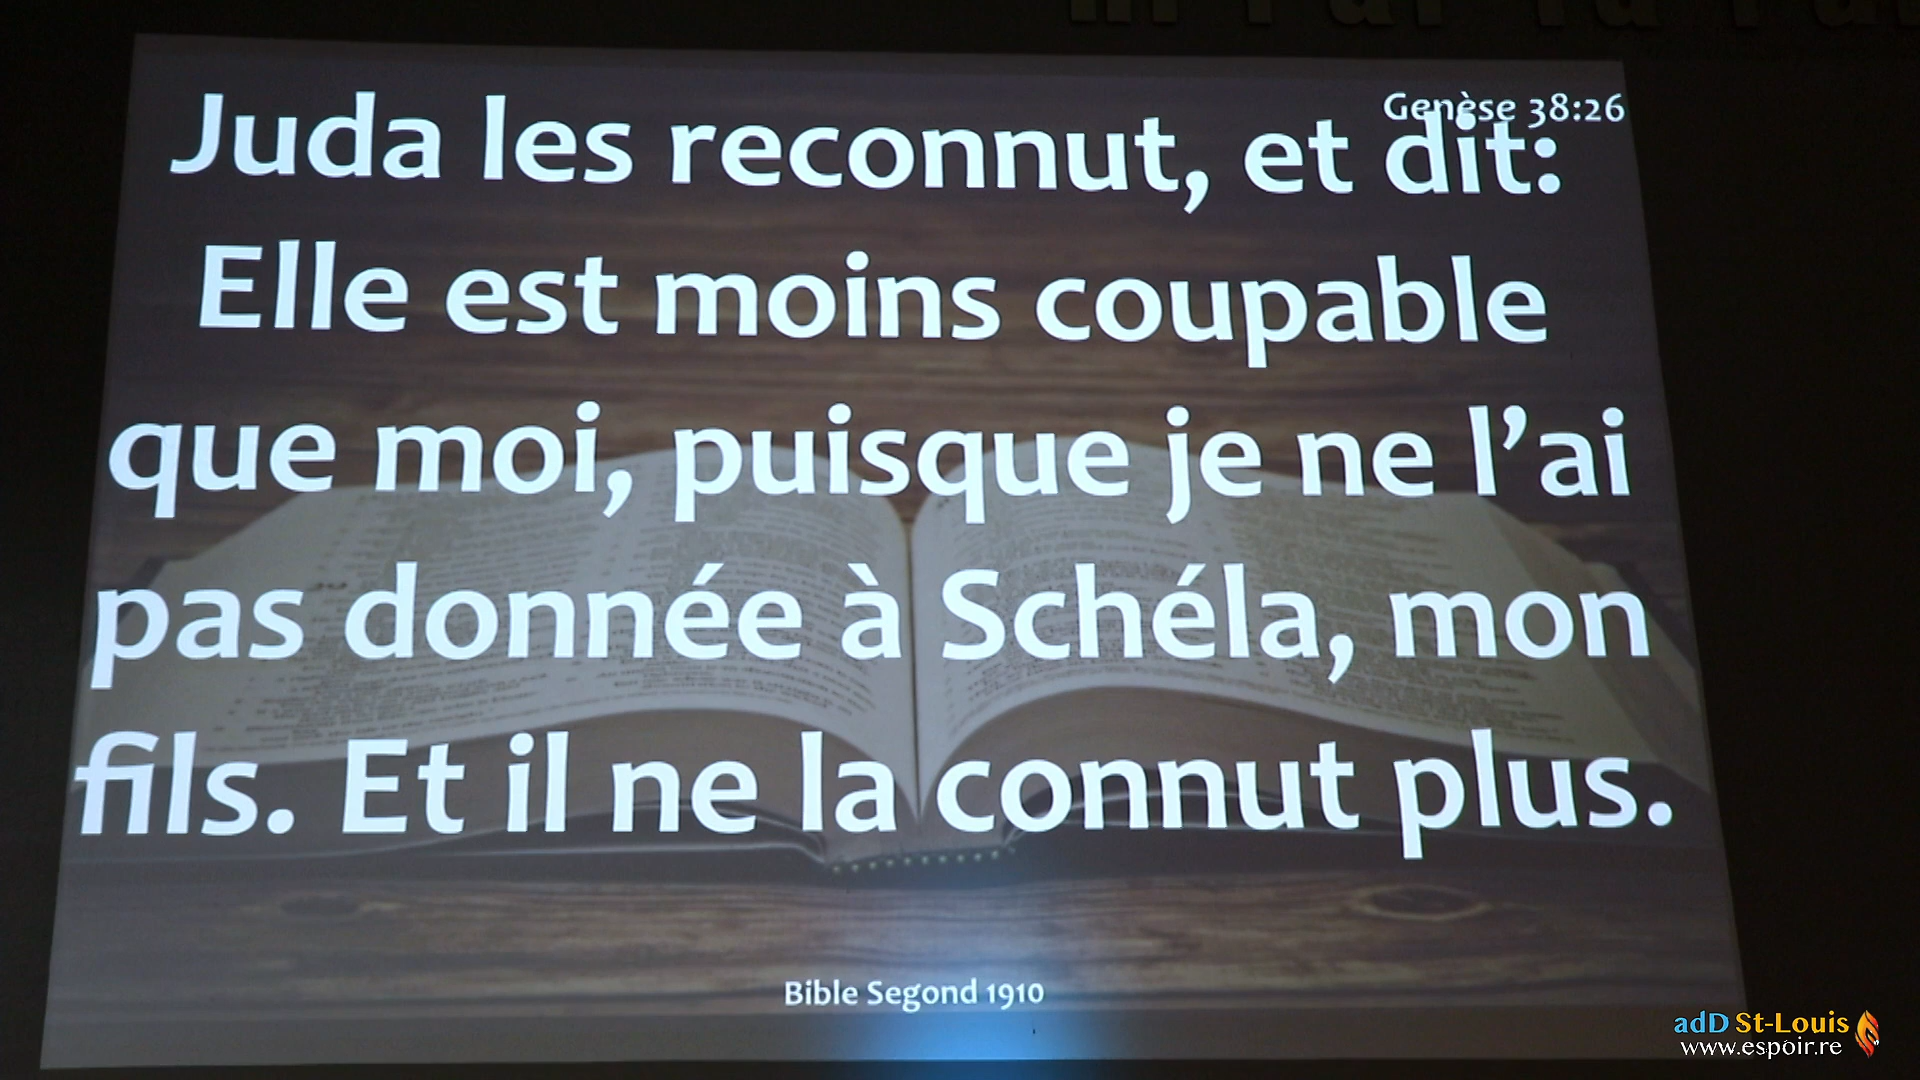 Genèse 38:26
Juda les reconnut, et dit:
Elle est moins coupable
que moi, puisque je ne l’ai
pas donnée à Schéla, mon
fils. Et il ne la connut plus.
Bible Segond 1910
adD St-Louis
www.espoir.re